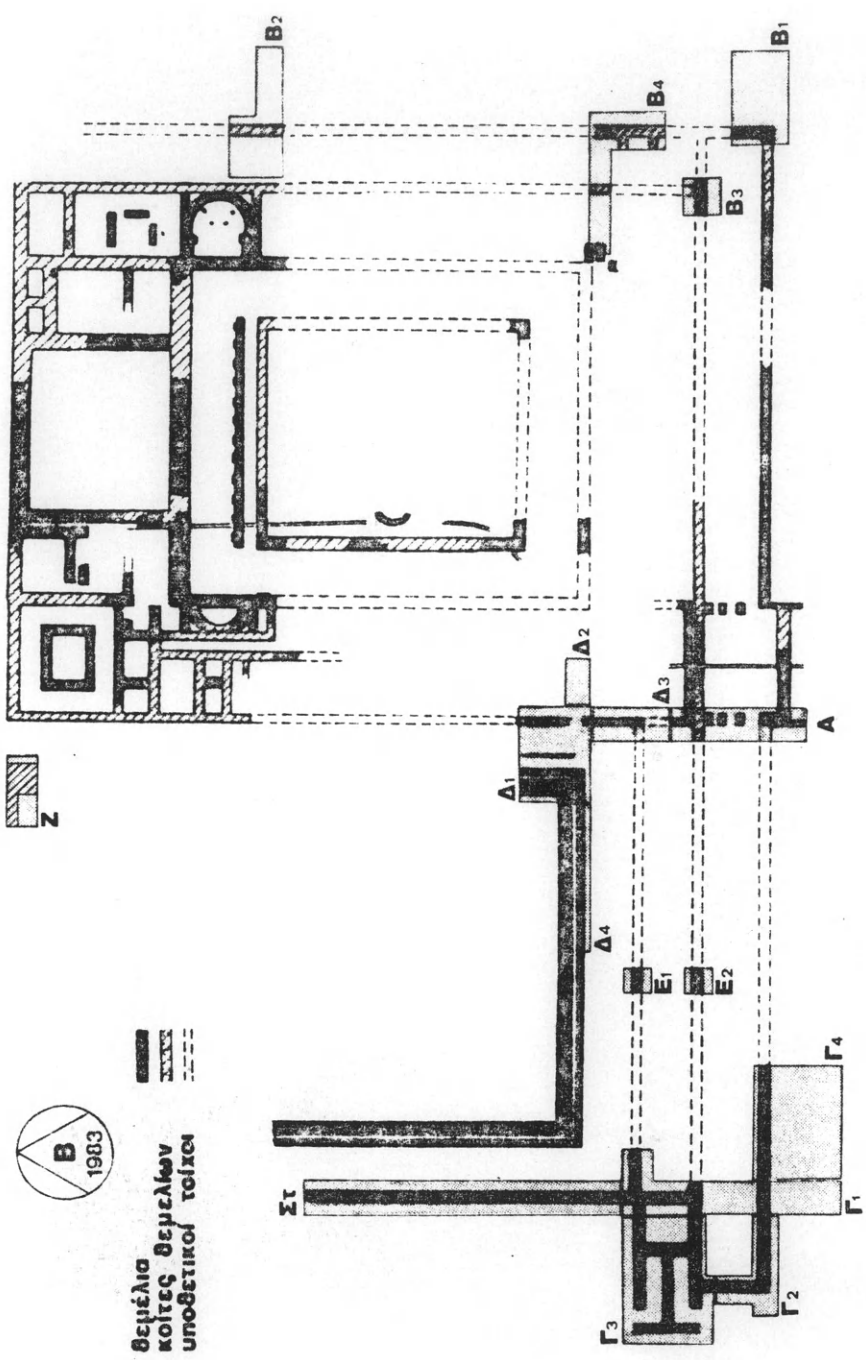 B2
B1
B4
B3
Δ2
Δ3
A
Z
Δ1
Δ4
E1
E2
Γ4
B
1983
θεμέλια
κοίτες θεμελίων
υποθετικοί τοίχοι
Στ
Γ1
Γ3
Γ2